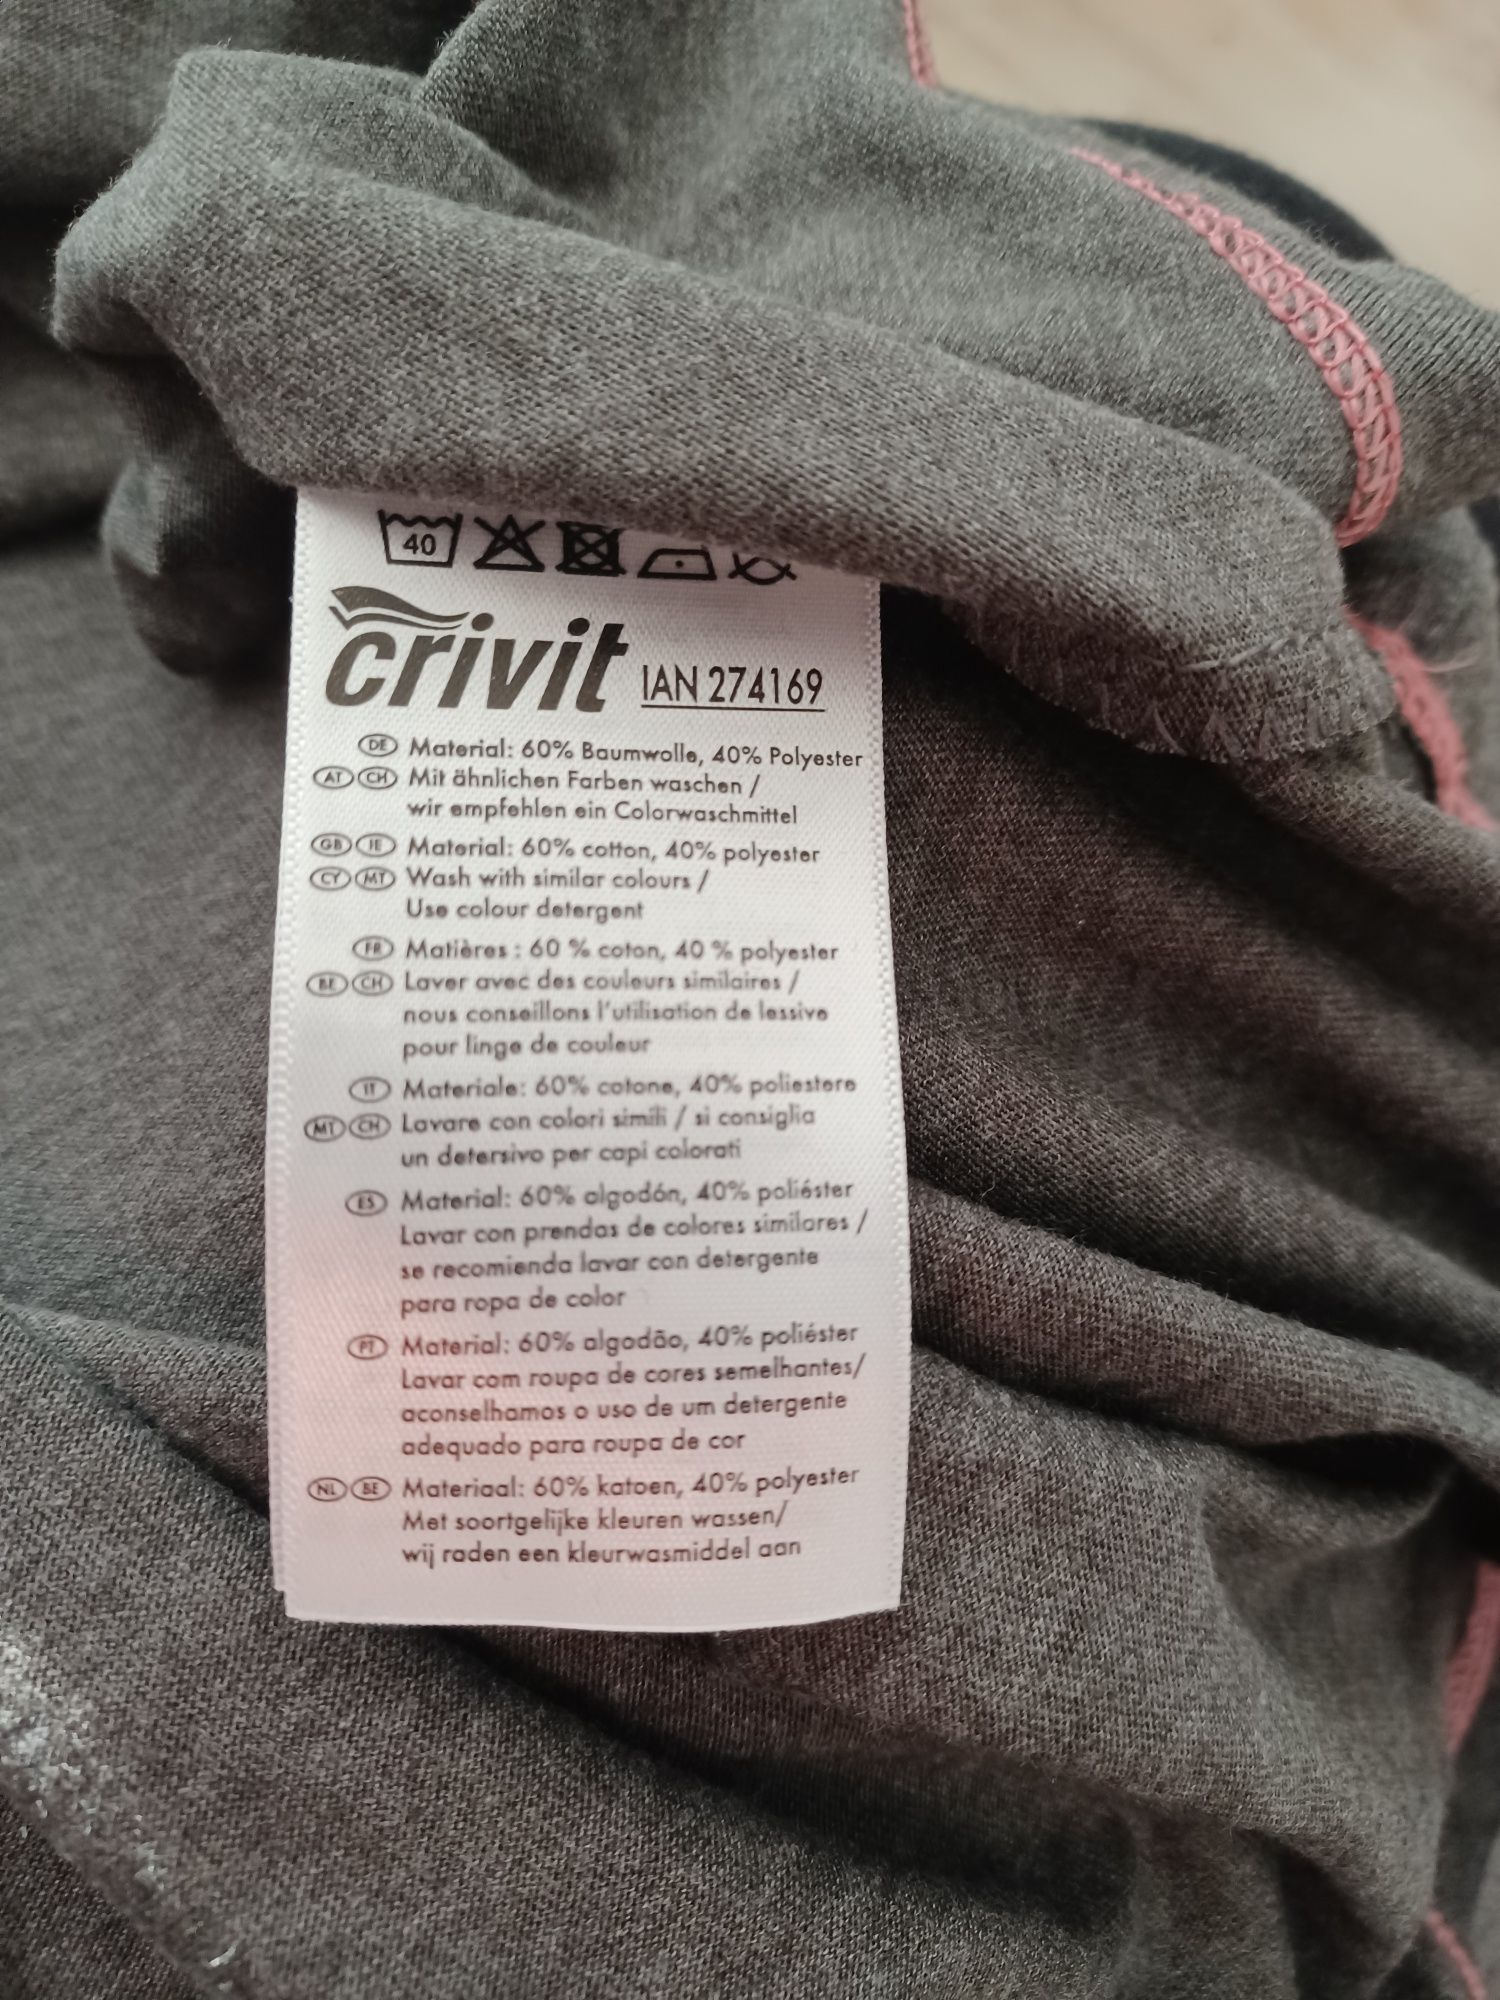 40
crivit IAN 274169
DE Material: 60% Baumwolle, 40% Polyester
AT CH Mit ähnlichen Farben waschen /
wir empfehlen ein Colorwaschmittel
GB IE Material: 60% cotton, 40% polyester
CY MT Wash with similar colours /
Use colour detergent
FR Matières : 60 % coton, 40 % polyester
BE CH Laver avec des couleurs similaires /
nous conseillons l'utilisation de lessive
pour linge de couleur
IT Materiale: 60% cotone, 40% poliestere
MT CH Lavare con colori simili / si consiglia
un detersivo per capi colorati
ES Material: 60% algodón, 40% poliéster
Lavar con prendas de colores similares /
se recomienda lavar con detergente
para ropa de color
PT Material: 60% algodão, 40% poliéster
Lavar com roupa de cores semelhantes/
aconselhamos o uso de um detergente
adequado para roupa de cor
NL BE Materiaal: 60% katoen, 40% polyester
Met soortgelijke kleuren wassen/
wij raden een kleurwasmiddel aan